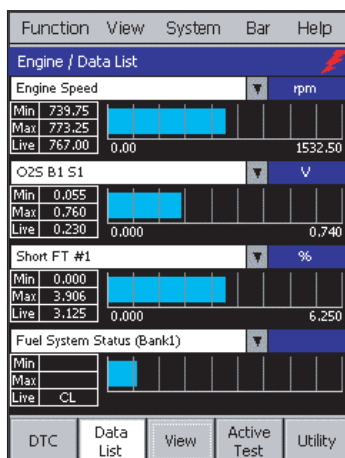 Function View System Bar Help
Engine / Data List
Engine Speed rpm
Min 739.75
Max 773.25
Live 767.00 0.00 1532.50
O2S B1 S1 V
Min 0.055
Max 0.760
Live 0.230 0.000 0.740
Short FT #1 %
Min 0.000
Max 3.906
Live 3.125 0.000 6.250
Fuel System Status (Bank1)
Min
Max
Live CL
DTC Data List View Active Test Utility